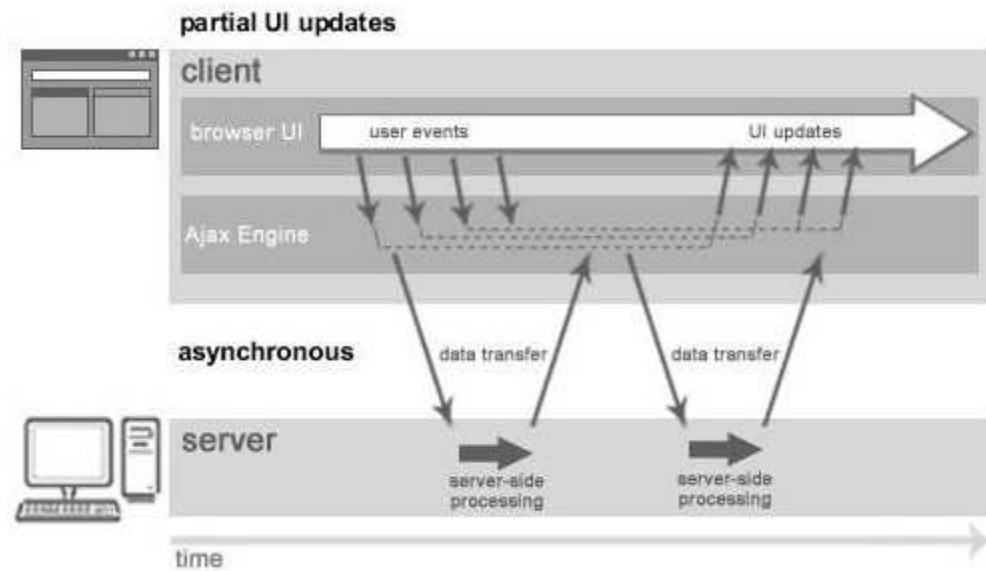 partial UI updates
client
browser UI
user events
UI updates
Ajax Engine
asynchronous
data transfer
data transfer
server
server-side
processing
server-side
processing
time